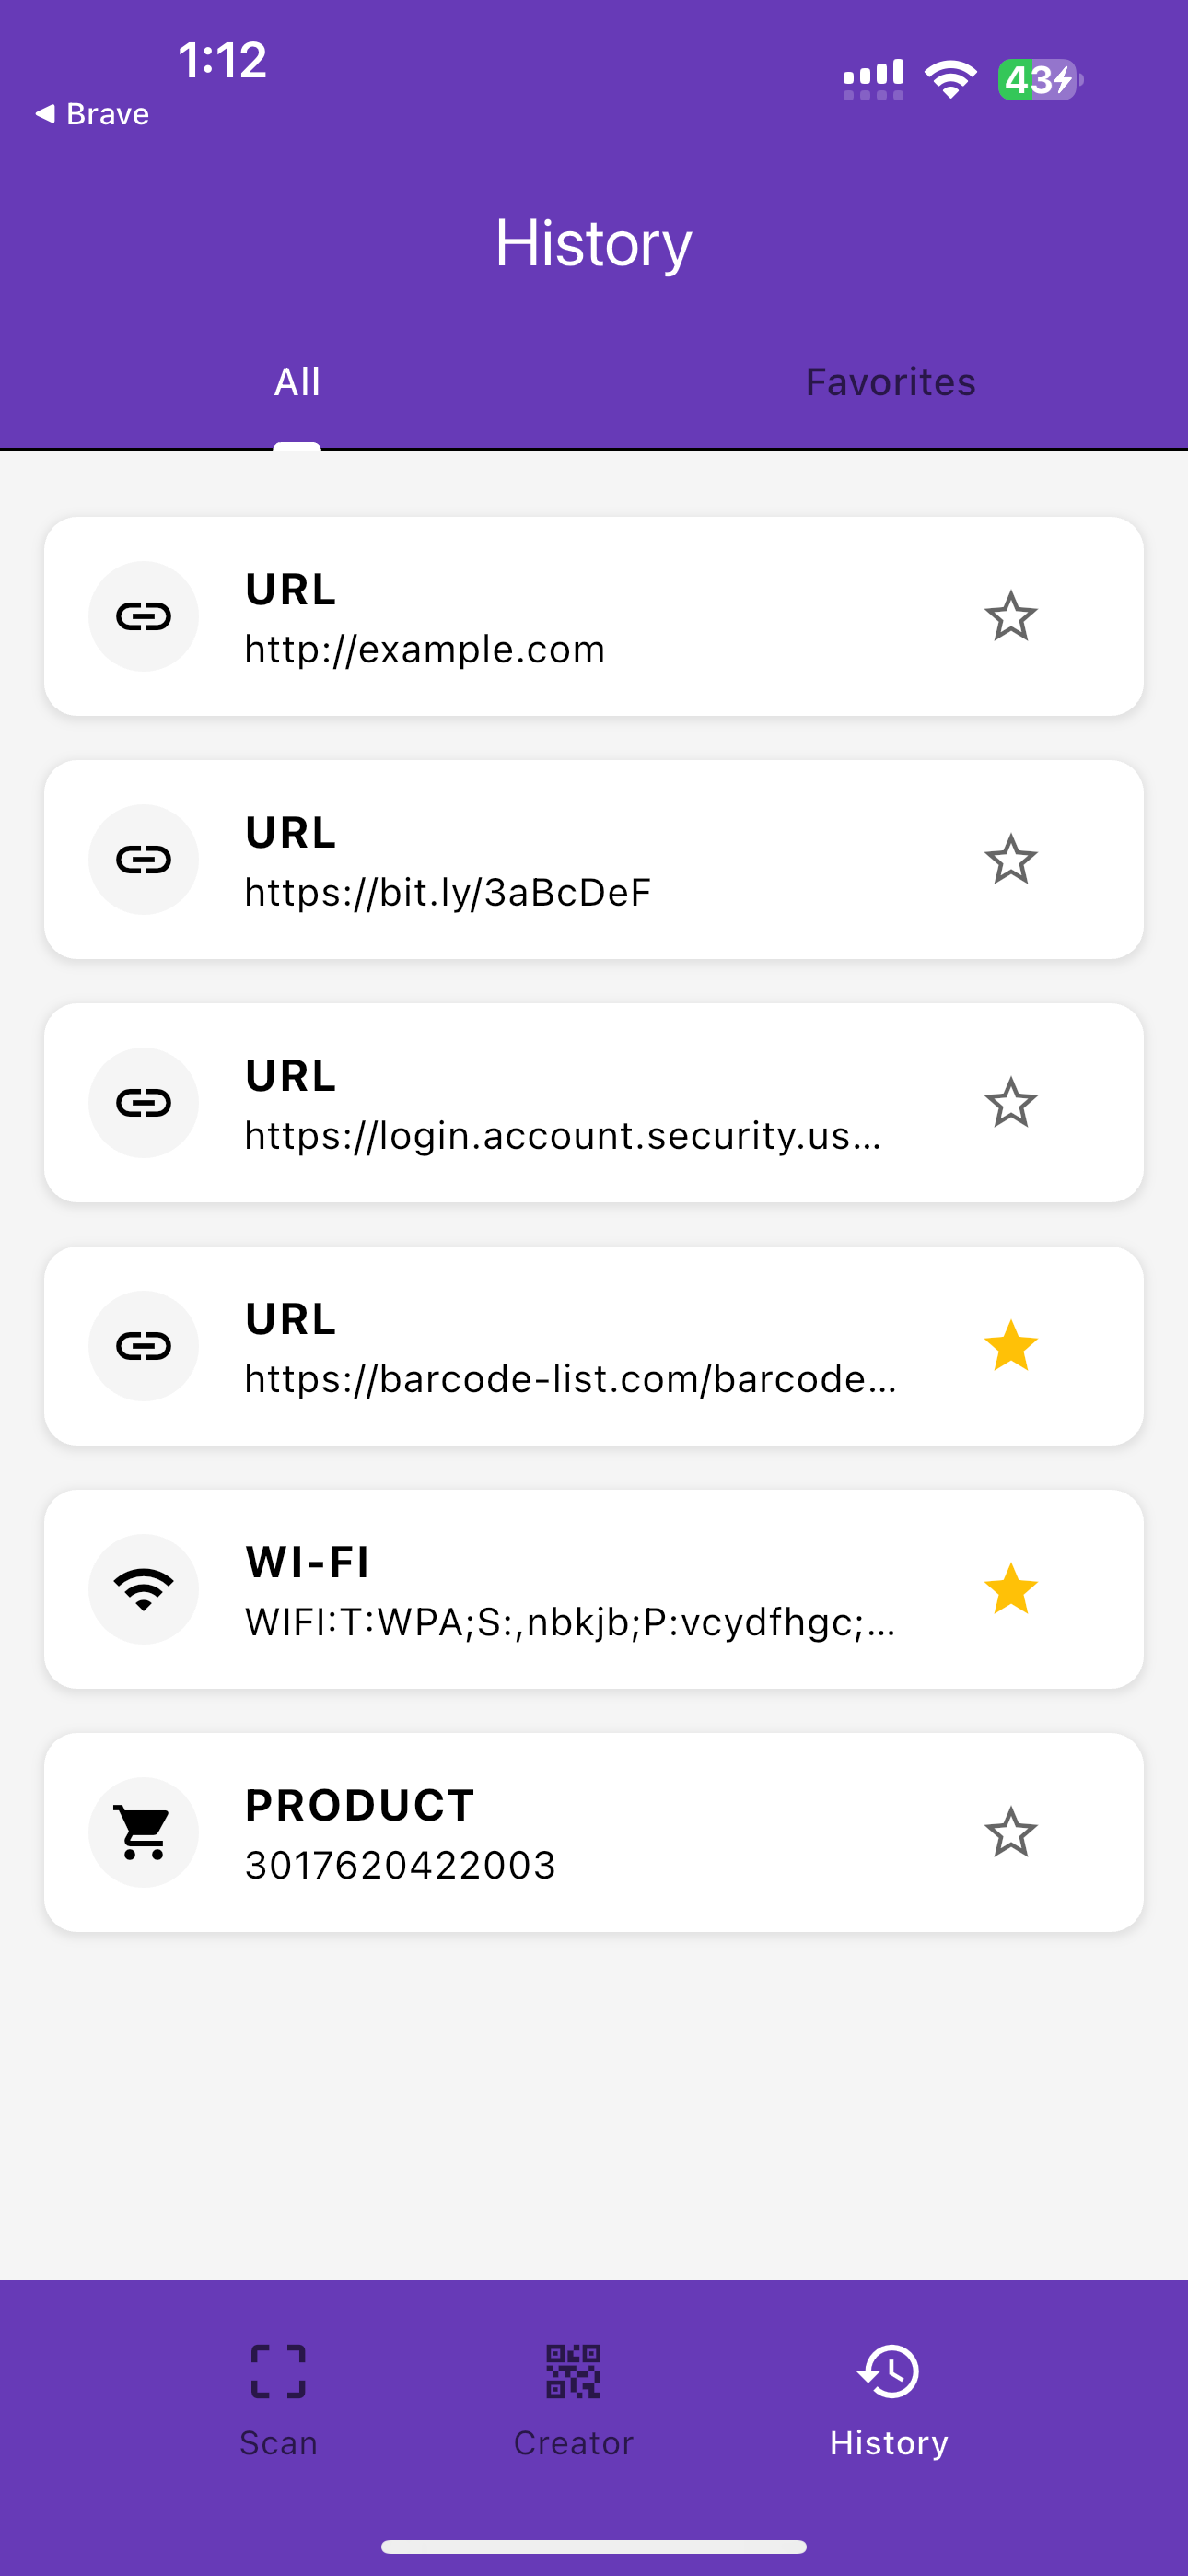 1:12
43
Brave
History
All
Favorites
URL
http://example.com
URL
https://bit.ly/3aBcDeF
URL
https://login.account.security.us...
URL
https://barcode-list.com/barcode...
WI-FI
WIFI:T:WPA;S:,nbkjb;P:vcydfhgc;...
PRODUCT
3017620422003
Scan
Creator
History